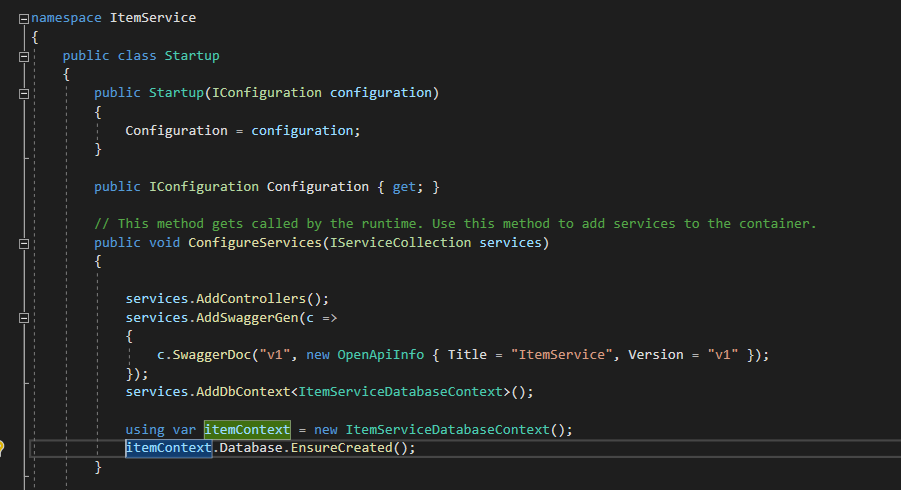 namespace ItemService
{
public class Startup
{
public Startup(IConfiguration configuration)
{
Configuration = configuration;
}
public IConfiguration Configuration { get; }
// This method gets called by the runtime. Use this method to add services to the container.
public void ConfigureServices(IServiceCollection services)
{
services.AddControllers();
services.AddSwaggerGen(c =>
{
c.SwaggerDoc("v1", new OpenApiInfo { Title = "ItemService", Version = "v1" });
});
services.AddDbContext<ItemServiceDatabaseContext>();
using var itemContext = new ItemServiceDatabaseContext();
itemContext.Database.EnsureCreated();
}